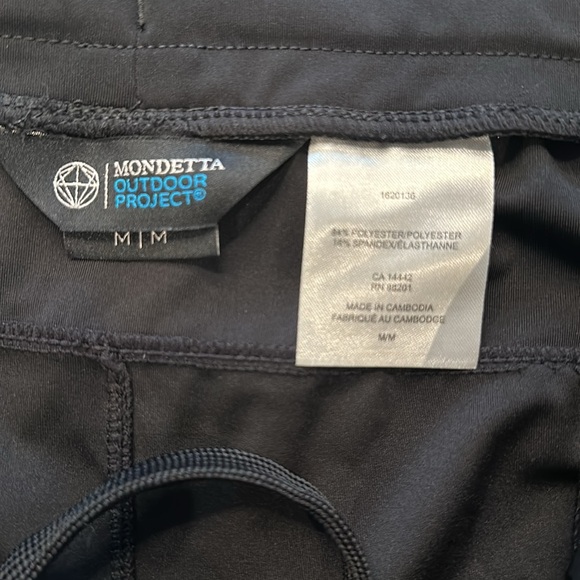 MONDETTA
OUTDOOR
PROJECT®
M | M
1620136
84% POLYESTER/POLYESTER
16% SPANDEX/ÉLASTHANNE
CA 14442
RN 88201
MADE IN CAMBODIA
FABRIQUÉ AU CAMBODGE
M/M